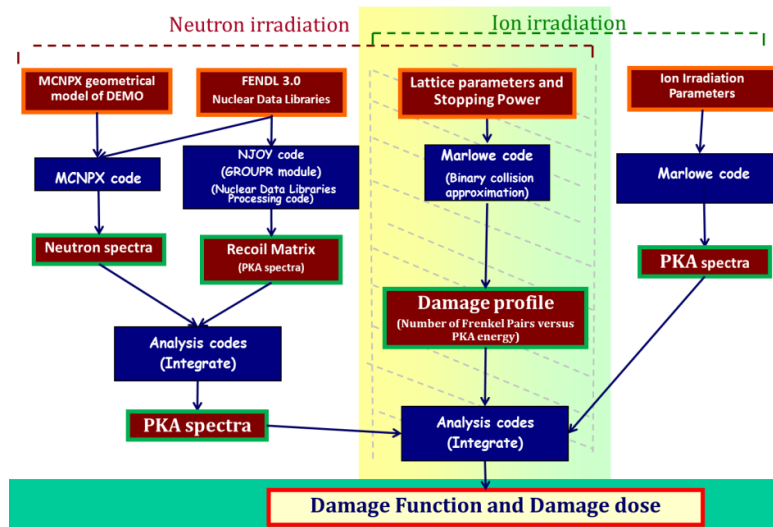 Neutron irradiation
Ion irradiation
MCNPX geometrical
model of DEMO
FENDL 3.0
Nuclear Data Libraries
Lattice parameters and
Stopping Power
Ion Irradiation
Parameters
MCNPX code
NJOY code
(GROUPR module)
(Nuclear Data Libraries
Processing code)
Marlowe code
(Binary collision
approximation)
Marlowe code
Neutron spectra
Recoil Matrix
(PKA spectra)
PKA spectra
Damage profile
(Number of Frenkel Pairs versus
PKA energy)
Analysis codes
(Integrate)
PKA spectra
Analysis codes
(Integrate)
Damage Function and Damage dose